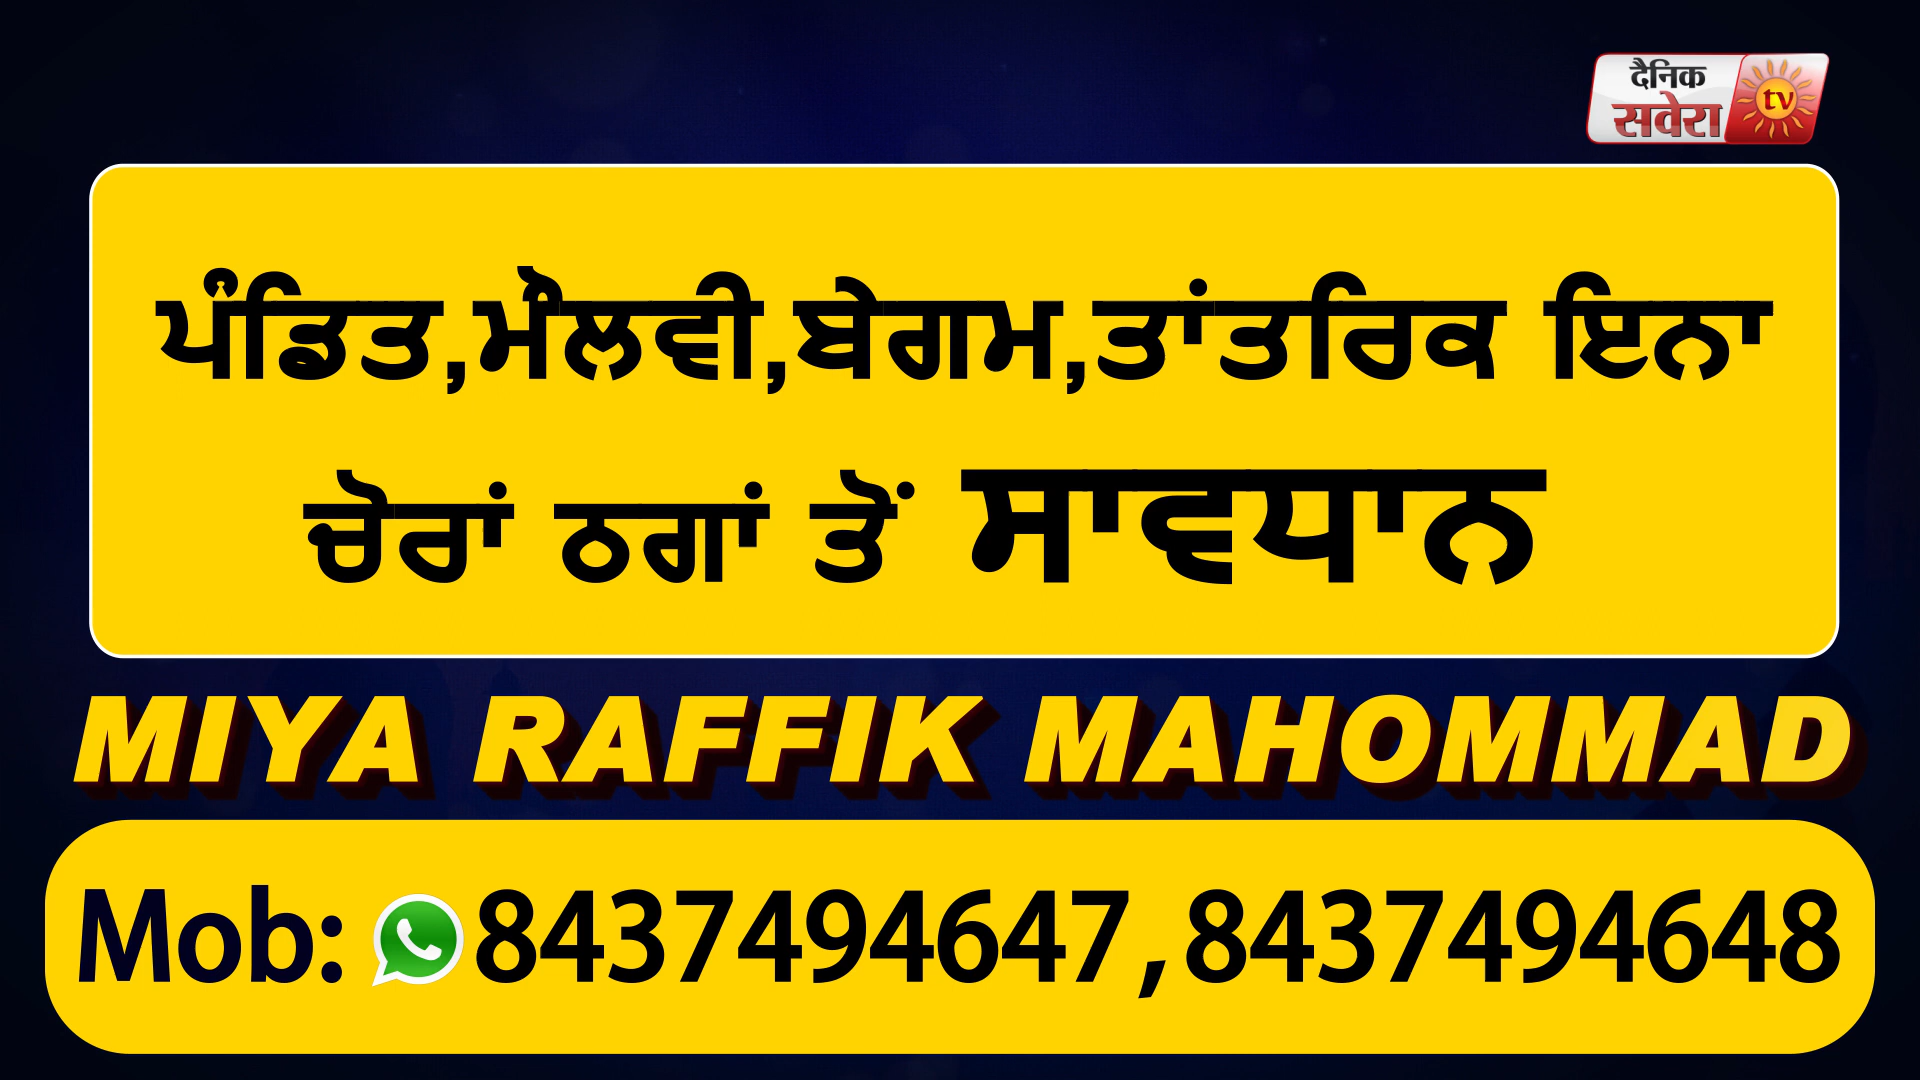 दैनिक
सवेरा tv
ਪੰਡਿਤ,ਮੌਲਵੀ,ਬੇਗਮ,ਤਾਂਤਰਿਕ ਇਨਾ
ਚੋਰਾਂ ਠਗਾਂ ਤੋਂ ਸਾਵਧਾਨ
MIYA RAFFIK MAHOMMAD
Mob: 8437494647,8437494648